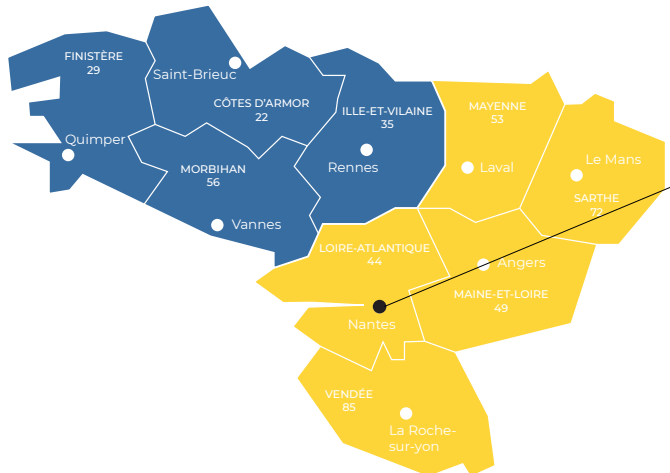 FINISTÈRE
29
Saint-Brieuc
CÔTES D'ARMOR
22
ILLE-ET-VILAINE
35
MAYENNE
53
Quimper
MORBIHAN
56
Rennes
Laval
Le Mans
SARTHE
72
Vannes
LOIRE-ATLANTIQUE
44
Angers
MAINE-ET-LOIRE
49
Nantes
VENDÉE
85
La Roche-
sur-yon